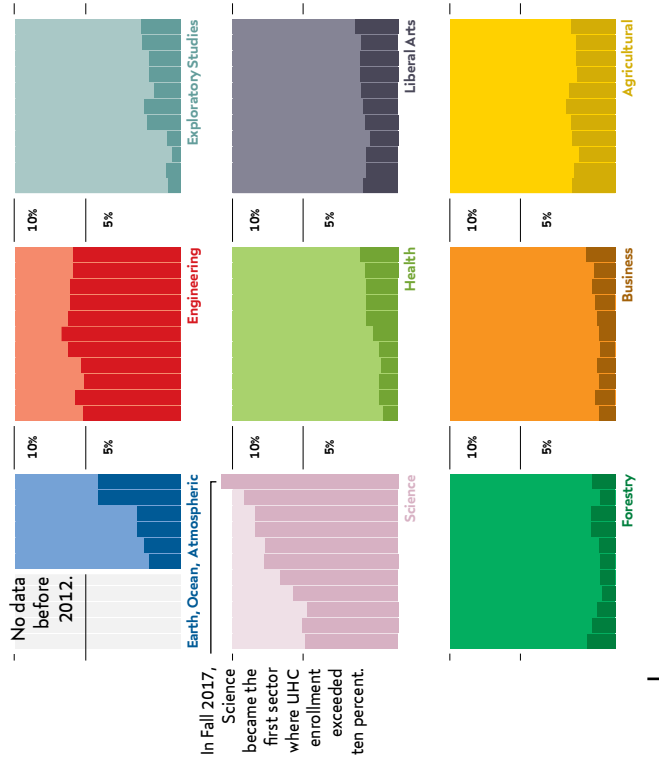 Exploratory Studies
Liberal Arts
Agricultural
10%
5%
10%
5%
10%
5%
Engineering
Health
Business
10%
5%
10%
5%
10%
5%
No data
before
2012.
Earth, Ocean, Atmospheric
Science
Forestry
In Fall 2017,
Science
became the
first sector
where UHC
enrollment
exceeded
ten percent.